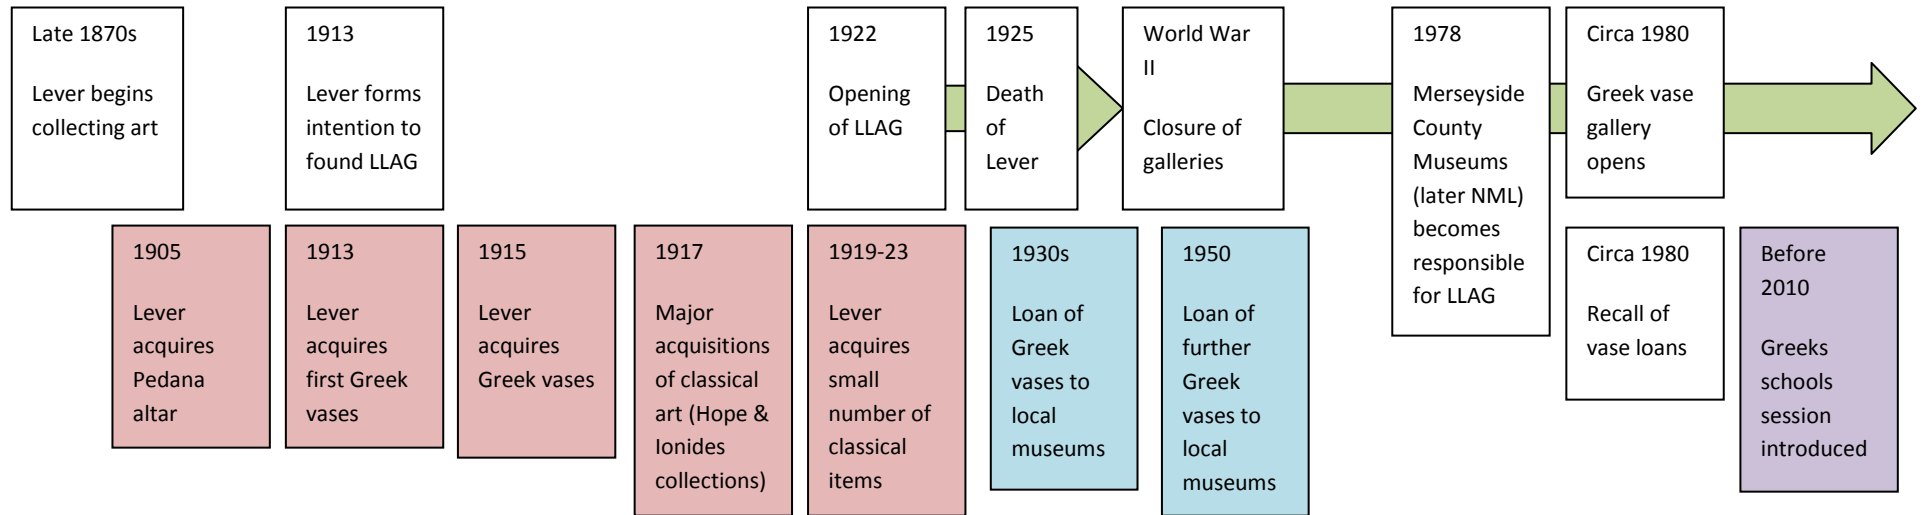 Late 1870s
Lever begins
collecting art
1913
Lever forms
intention to
found LLAG
1922
Opening
of LLAG
1925
Death
of
Lever
World War
II
Closure of
galleries
1978
Merseyside
County
Museums
(later NML)
becomes
responsible
for LLAG
Circa 1980
Greek vase
gallery
opens
1905
Lever
acquires
Pedana
altar
1913
Lever
acquires
first Greek
vases
1915
Lever
acquires
Greek vases
1917
Major
acquisitions
of classical
art (Hope &
Ionides
collections)
1919-23
Lever
acquires
small
number of
classical
items
1930s
Loan of
Greek
vases to
local
museums
1950
Loan of
further
Greek
vases to
local
museums
Circa 1980
Recall of
vase loans
Before
2010
Greeks
schools
session
introduced